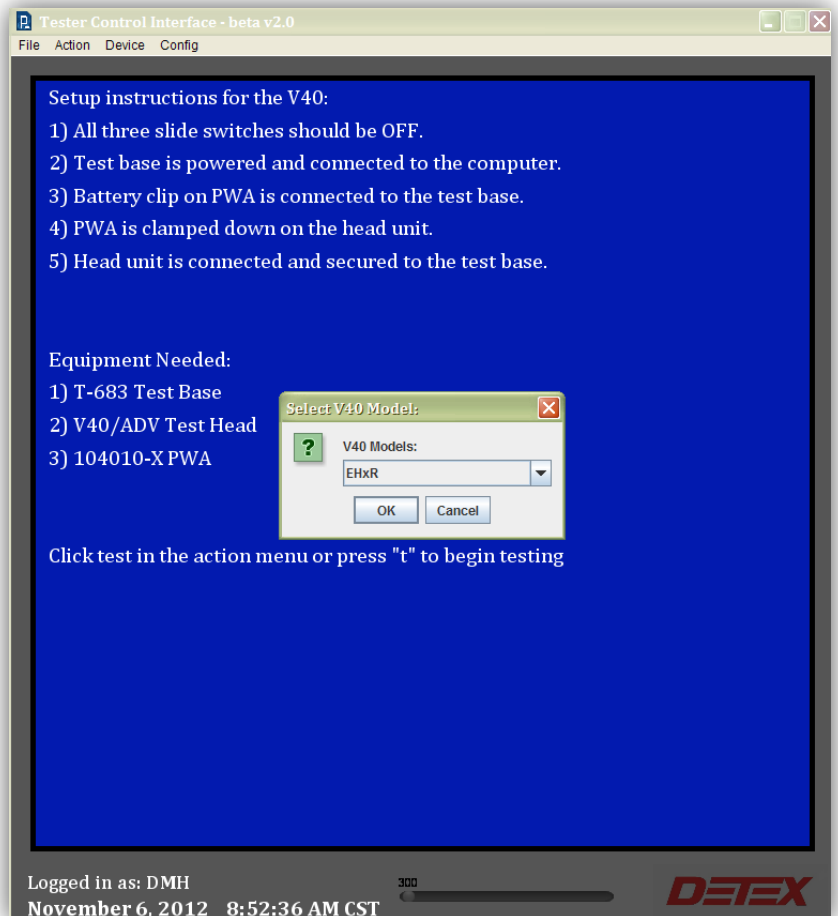 Tester Control Interface - beta v2.0
File Action Device Config
Setup instructions for the V40:
1) All three slide switches should be OFF.
2) Test base is powered and connected to the computer.
3) Battery clip on PWA is connected to the test base.
4) PWA is clamped down on the head unit.
5) Head unit is connected and secured to the test base.
Equipment Needed:
1) T-683 Test Base
2) V40/ADV Test Head
3) 104010-X PWA
Select V40 Model:
V40 Models:
EHxR
OK Cancel
Click test in the action menu or press "t" to begin testing
Logged in as: DMH
November 6, 2012 8:52:36 AM CST
300
DETEX